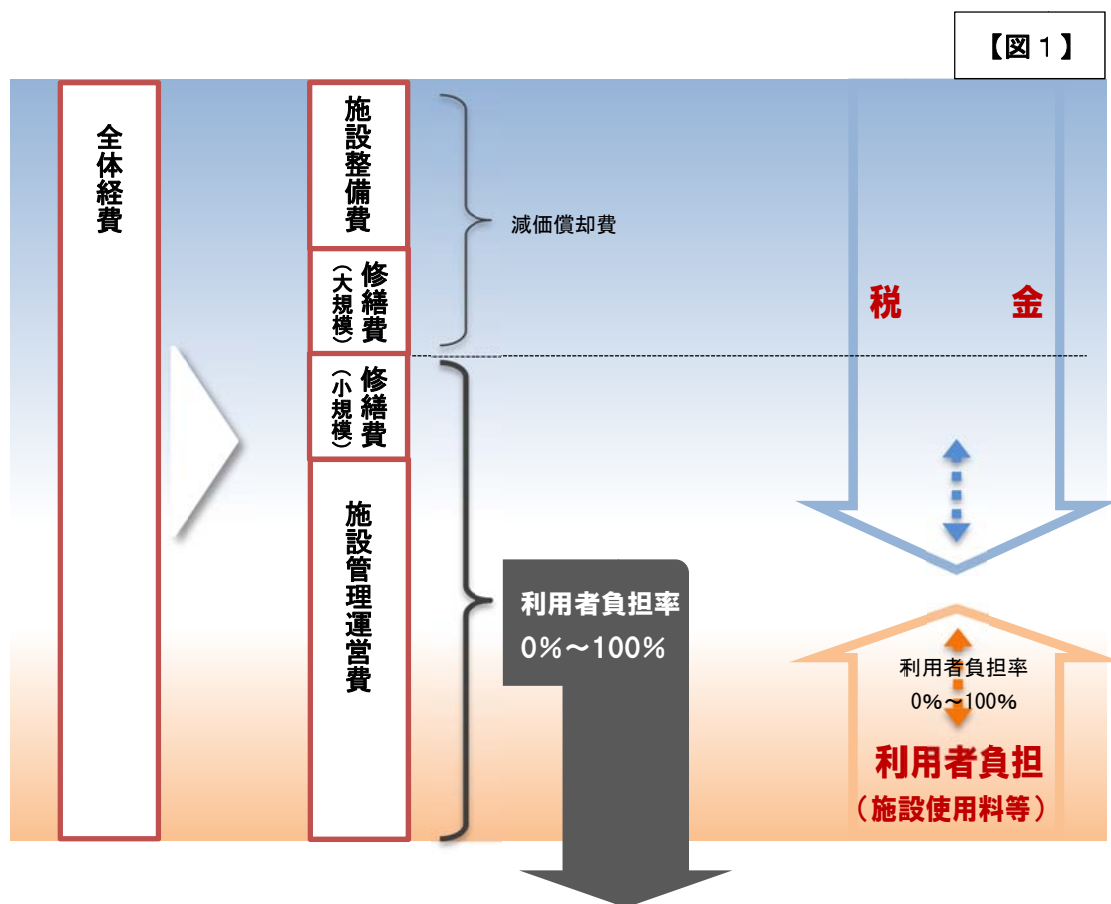 【図1】
全体経費
施設整備費
修繕費
（大規模）
修繕費
（小規模）
施設管理運営費
減価償却費
利用者負担率
0%～100%
税　金
利用者負担率
0%～100%
利用者負担
（施設使用料等）